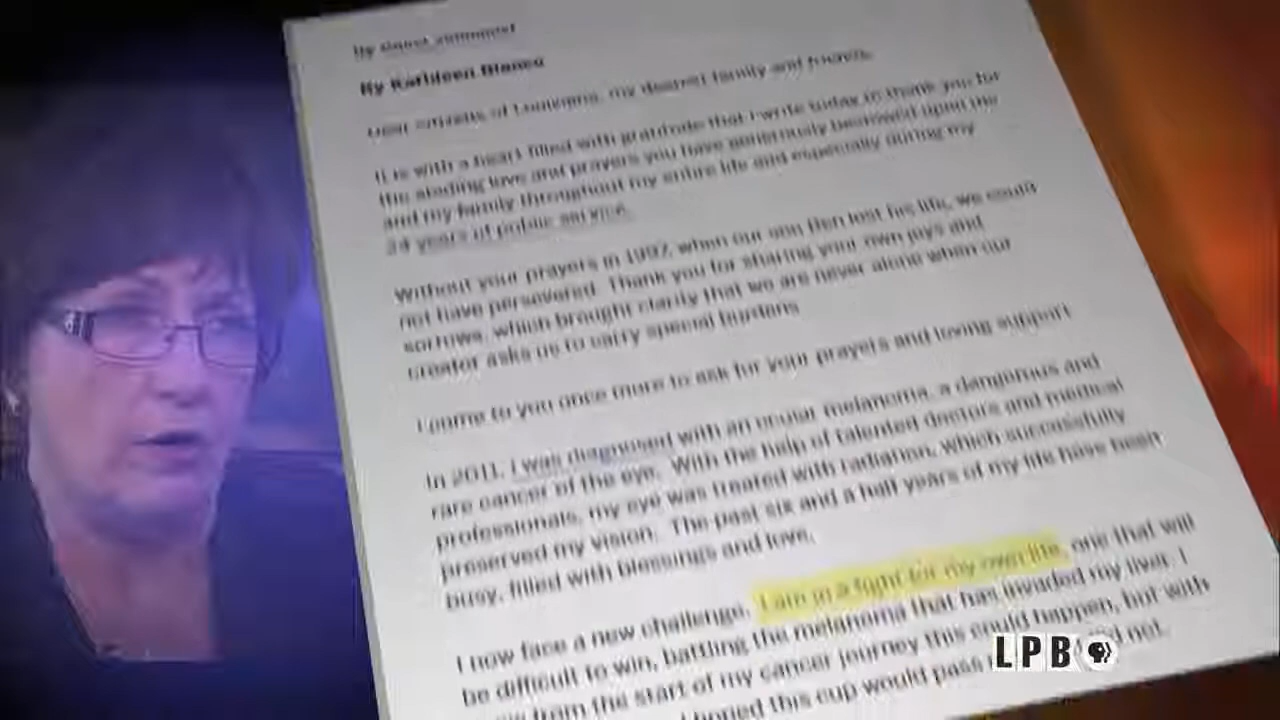 By Guest
By Kathleen Blanco
Dear citizens of Louisiana, my dearest family and friends,
It is with a heart filled with gratitude that I write today to thank you for
the abiding love and prayers you have generously bestowed upon me
and my family throughout my entire life and especially during my
24 years of public service.
Without your prayers in 1997, when our son Ben lost his life, we could
not have persevered. Thank you for sharing your own joys and
sorrows, which brought clarity that we are never alone when our
creator asks us to carry special burdens
I come to you once more to ask for your prayers and loving support
In 2011, I was diagnosed with an ocular melanoma, a dangerous and
rare cancer of the eye. With the help of talented doctors and medical
professionals, my eye was treated with radiation, which successfully
preserved my vision. The past six and a half years of my life have been
busy, filled with blessings and love.
I now face a new challenge. I am in a fight for my own life, one that will
be difficult to win, battling the melanoma that has invaded my liver. I
from the start of my cancer journey this could happen, but with
I hoped this cup would pass not.
LPB